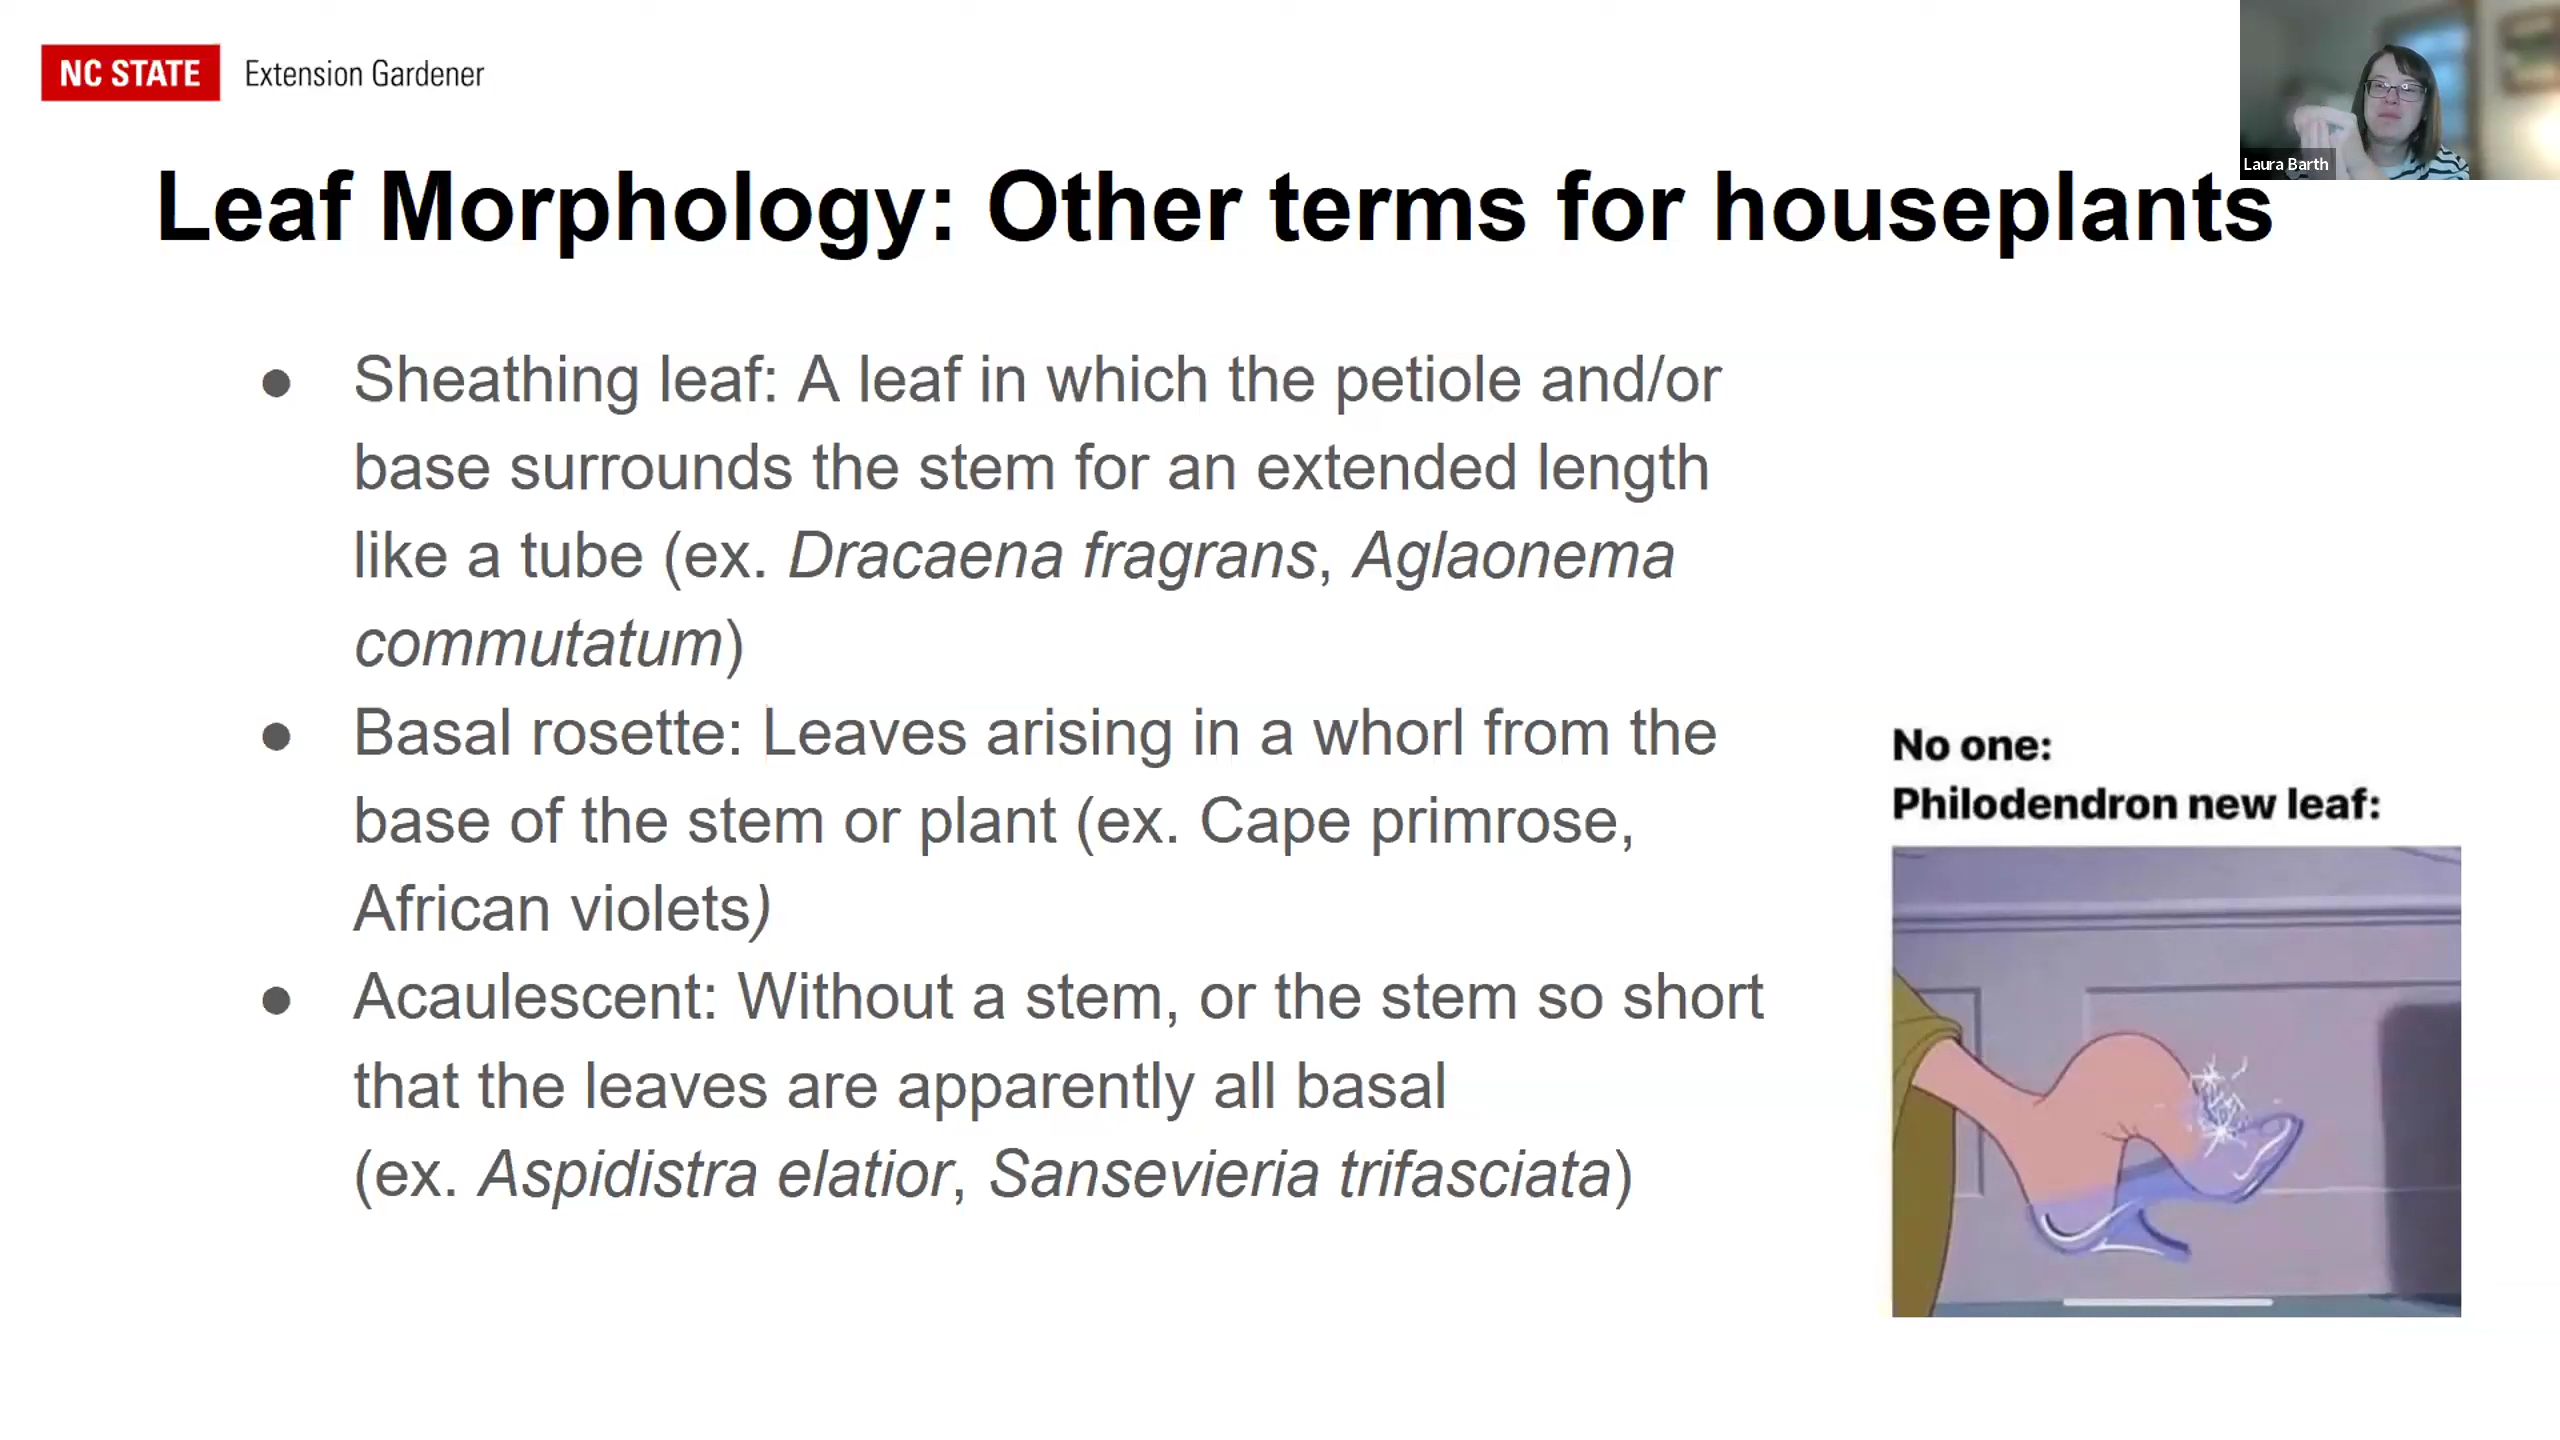 NC STATE Extension Gardener
Laura Barth
Leaf Morphology: Other terms for houseplants
● Sheathing leaf: A leaf in which the petiole and/or
base surrounds the stem for an extended length
like a tube (ex. Dracaena fragrans, Aglaonema
commutatum)
● Basal rosette: Leaves arising in a whorl from the
base of the stem or plant (ex. Cape primrose,
African violets)
● Acaulescent: Without a stem, or the stem so short
that the leaves are apparently all basal
(ex. Aspidistra elatior, Sansevieria trifasciata)
No one:
Philodendron new leaf: